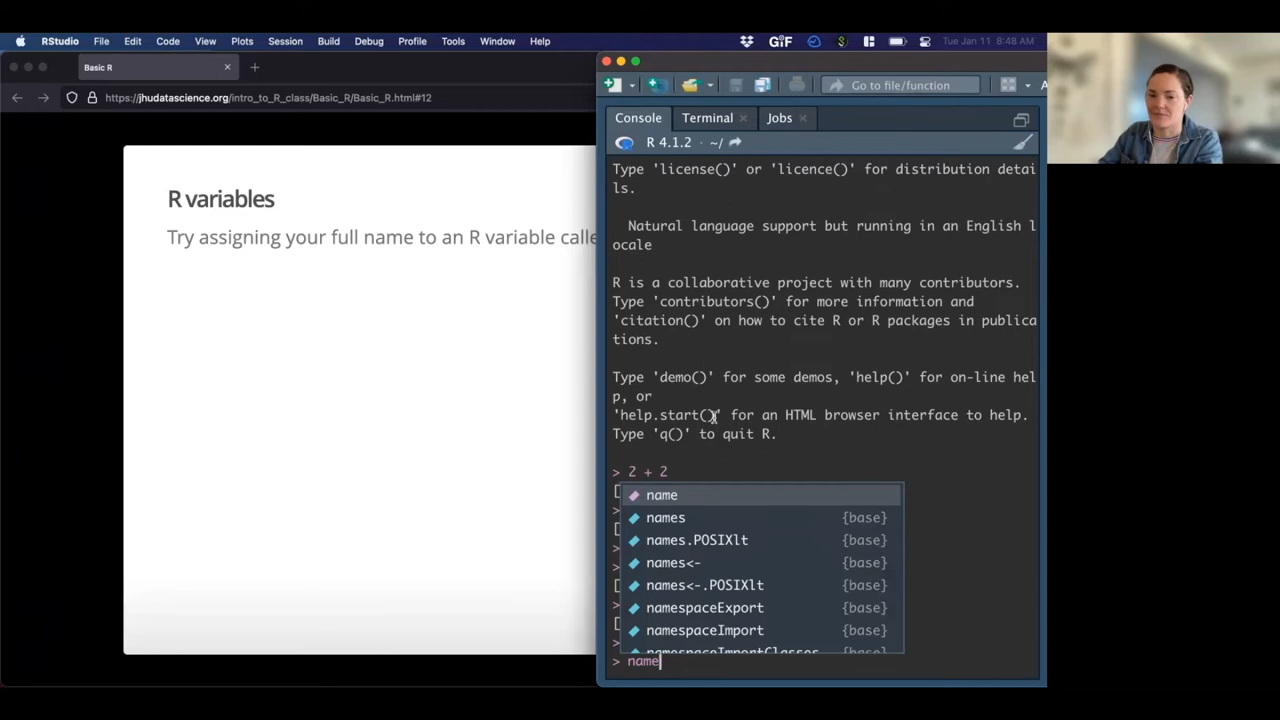 RStudio File Edit Code View Plots Session Build Debug Profile Tools Window Help GIF Tue Jan 11 8:48 AM
Basic R
https://jhudatascience.org/intro_to_R_class/Basic_R/Basic_R.html#12
R variables
Try assigning your full name to an R variable calle
Go to file/function
Console Terminal Jobs
R 4.1.2 · ~/
Type 'license()' or 'licence()' for distribution detai
ls.
Natural language support but running in an English l
ocale
R is a collaborative project with many contributors.
Type 'contributors()' for more information and
'citation()' on how to cite R or R packages in publica
tions.
Type 'demo()' for some demos, 'help()' for on-line hel
p, or
'help.start()' for an HTML browser interface to help.
Type 'q()' to quit R.
> 2 + 2
name
names {base}
names.POSIXlt {base}
names<- {base}
names<-.POSIXlt {base}
namespaceExport {base}
namespaceImport {base}
namespaceImportClasses {base}
> name